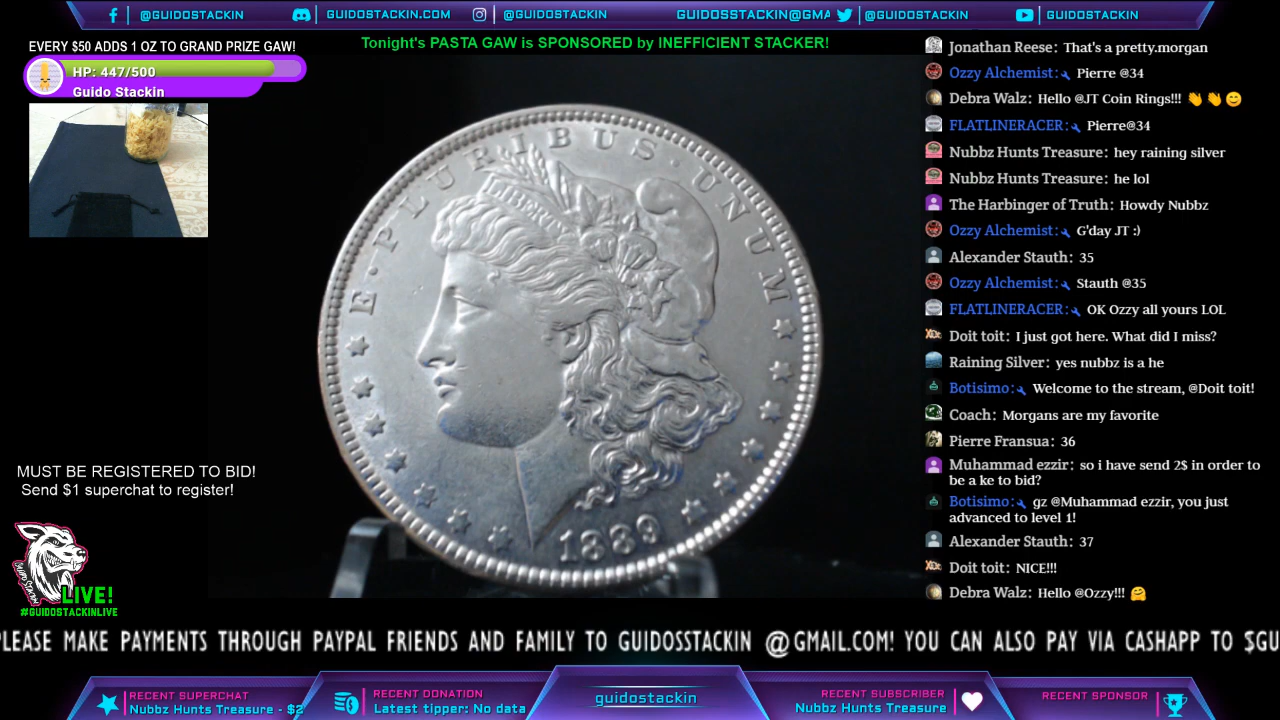 @GUIDOSTACKIN
GUIDOSTACKIN.COM
@GUIDOSTACKIN
GUIDOSSTACKIN@GMA
@GUIDOSTACKIN
GUIDOSTACKIN
EVERY $50 ADDS 1 OZ TO GRAND PRIZE GAW!
HP: 447/500
Guido Stackin
Tonight's PASTA GAW is SPONSORED by INEFFICIENT STACKER!
E·PLURIBUS·UNUM
LIBERTY
1889
MUST BE REGISTERED TO BID!
Send $1 superchat to register!
LIVE!
#GUIDOSTACKINLIVE
Jonathan Reese: That's a pretty.morgan
Ozzy Alchemist: Pierre @34
Debra Walz: Hello @JT Coin Rings!!! 👋👋😊
FLATLINERACER: Pierre@34
Nubbz Hunts Treasure: hey raining silver
Nubbz Hunts Treasure: he lol
The Harbinger of Truth: Howdy Nubbz
Ozzy Alchemist: G'day JT :)
Alexander Stauth: 35
Ozzy Alchemist: Stauth @35
FLATLINERACER: OK Ozzy all yours LOL
Doit toit: I just got here. What did I miss?
Raining Silver: yes nubbz is a he
Botisimo: Welcome to the stream, @Doit toit!
Coach: Morgans are my favorite
Pierre Fransua: 36
Muhammad ezzir: so i have send 2$ in order to
be a ke to bid?
Botisimo: gz @Muhammad ezzir, you just
advanced to level 1!
Alexander Stauth: 37
Doit toit: NICE!!!
Debra Walz: Hello @Ozzy!!! 🤗
PLEASE MAKE PAYMENTS THROUGH PAYPAL FRIENDS AND FAMILY TO GUIDOSSTACKIN @GMAIL.COM! YOU CAN ALSO PAY VIA CASHAPP TO $GU
RECENT SUPERCHAT
Nubbz Hunts Treasure - $2
RECENT DONATION
Latest tipper: No data
guidostackin
RECENT SUBSCRIBER
Nubbz Hunts Treasure
RECENT SPONSOR